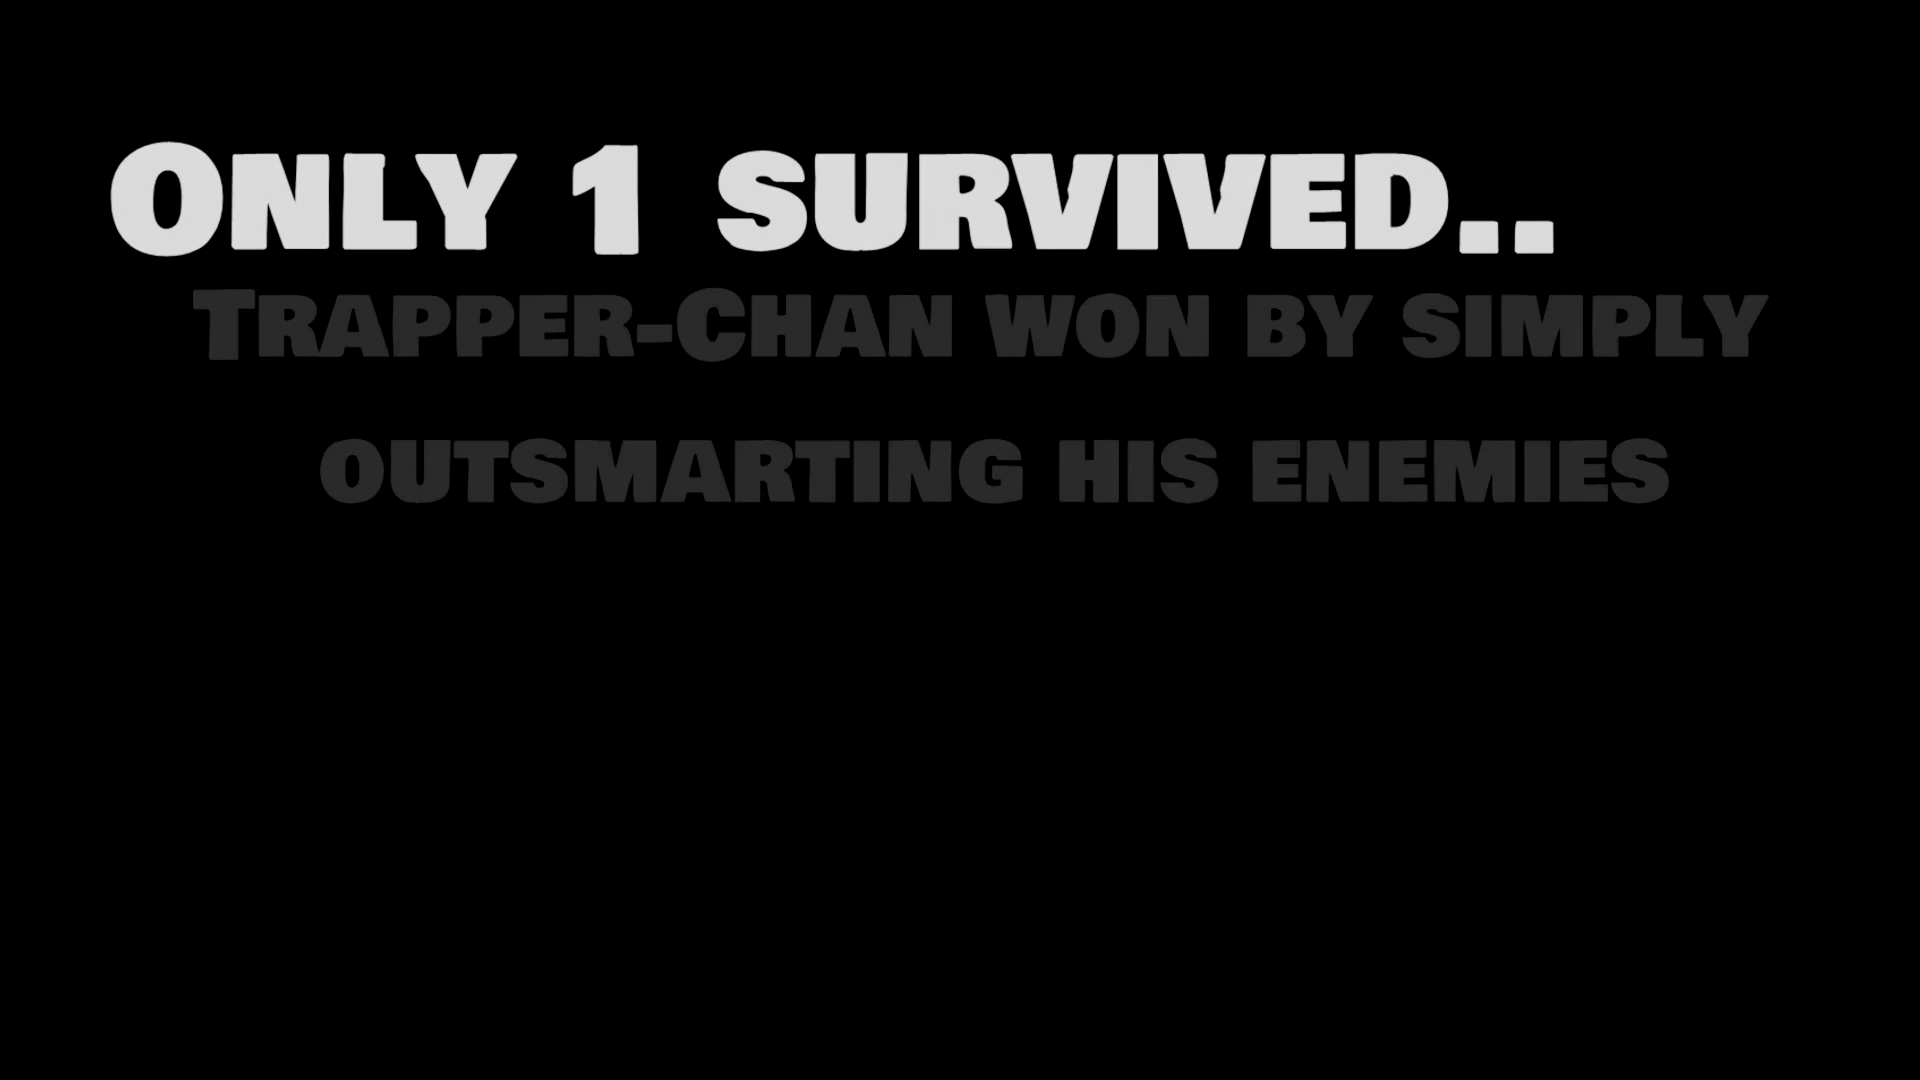 Only 1 survived..
Trapper-Chan won by simply
outsmarting his enemies